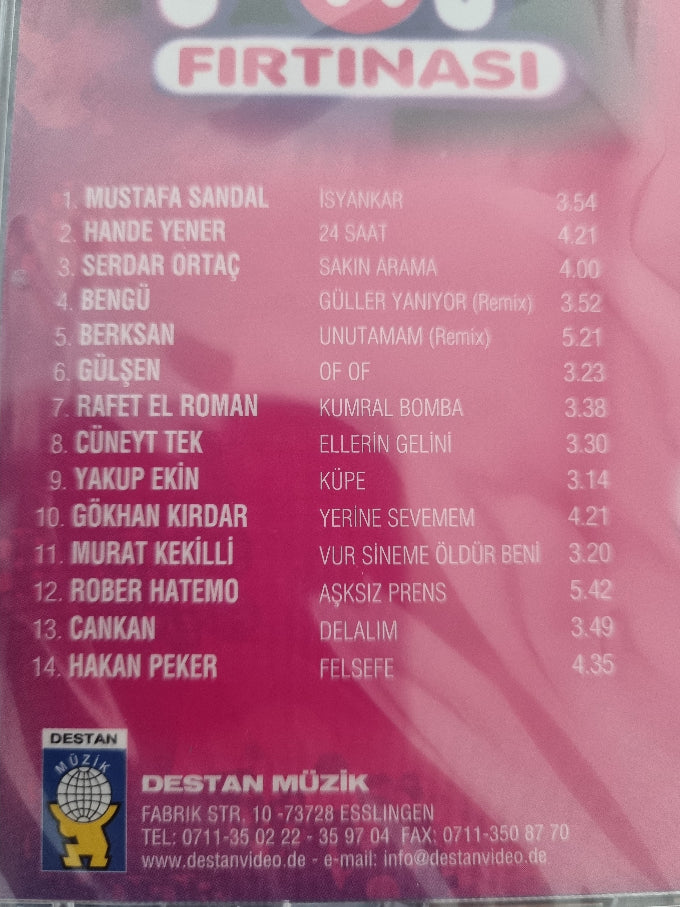 FIRTINASI
1. MUSTAFA SANDAL İSYANKAR 3.54
2. HANDE YENER 24 SAAT 4.21
3. SERDAR ORTAÇ SAKIN ARAMA 4.00
4. BENGÜ GÜLLER YANIYOR (Remix) 3.52
5. BERKSAN UNUTAMAM (Remix) 5.21
6. GÜLŞEN OF OF 3.23
7. RAFET EL ROMAN KUMRAL BOMBA 3.38
8. CÜNEYT TEK ELLERİN GELİNİ 3.30
9. YAKUP EKİN KÜPE 3.14
10. GÖKHAN KIRDAR YERİNE SEVEMEM 4.21
11. MURAT KEKİLLİ VUR SİNEME ÖLDÜR BENİ 3.20
12. ROBER HATEMO AŞKSIZ PRENS 5.42
13. CANKAN DELALIM 3.49
14. HAKAN PEKER FELSEFE 4.35
DESTAN
MÜZİK
DESTAN MÜZİK
FABRIK STR. 10 -73728 ESSLINGEN
TEL: 0711-35 02 22 - 35 97 04 FAX: 0711-350 87 70
www.destanvideo.de - e-mail: info@destanvideo.de